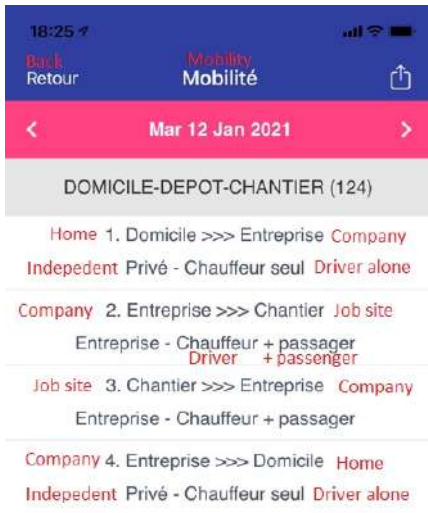 18:25
Back Mobility
Retour Mobilité
Mar 12 Jan 2021
DOMICILE-DEPOT-CHANTIER (124)
Home 1. Domicile >>> Entreprise Company
Indepedent Privé - Chauffeur seul Driver alone
Company 2. Entreprise >>> Chantier Job site
Entreprise - Chauffeur + passager
Driver + passenger
Job site 3. Chantier >>> Entreprise Company
Entreprise - Chauffeur + passager
Company 4. Entreprise >>> Domicile Home
Indepedent Privé - Chauffeur seul Driver alone